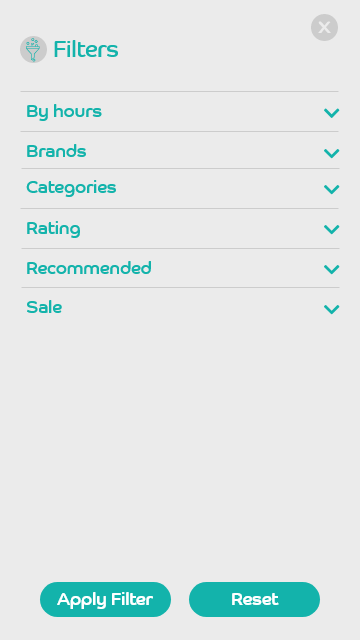 Filters
By hours
Brands
Categories
Rating
Recommended
Sale
Apply Filter
Reset